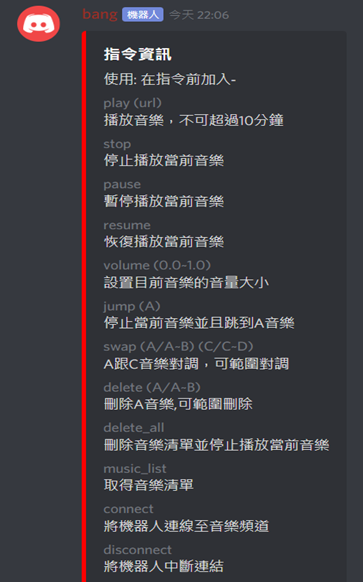 bang 機器人 今天 22:06
指令資訊
使用: 在指令前加入-
play (url)
播放音樂，不可超過10分鐘
stop
停止播放當前音樂
pause
暫停播放當前音樂
resume
恢復播放當前音樂
volume (0.0-1.0)
設置目前音樂的音量大小
jump (A)
停止當前音樂並且跳到A音樂
swap (A/A-B) (C/C-D)
A跟C音樂對調，可範圍對調
delete (A/A-B)
刪除A音樂,可範圍刪除
delete_all
刪除音樂清單並停止播放當前音樂
music_list
取得音樂清單
connect
將機器人連線至音樂頻道
disconnect
將機器人中斷連結